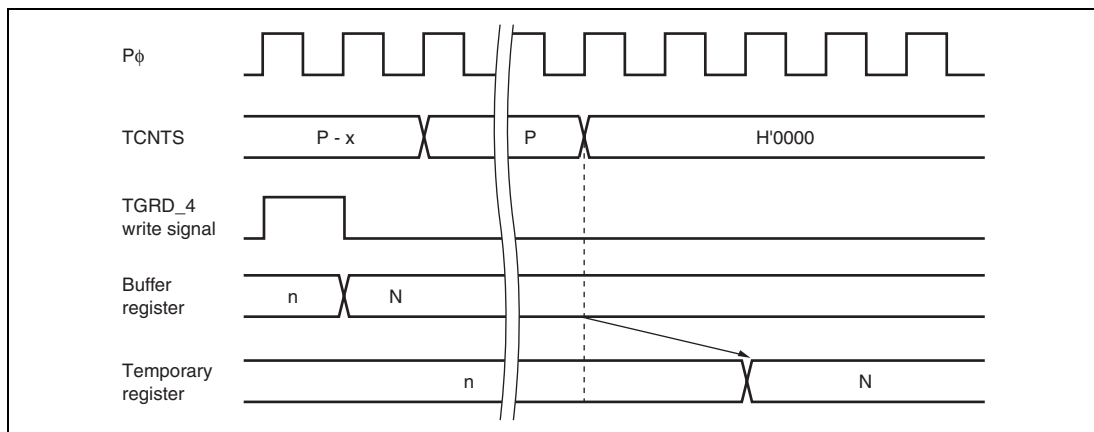 Pϕ
TCNTS
P - x
P
H'0000
TGRD_4
write signal
Buffer
register
n
N
Temporary
register
n
N